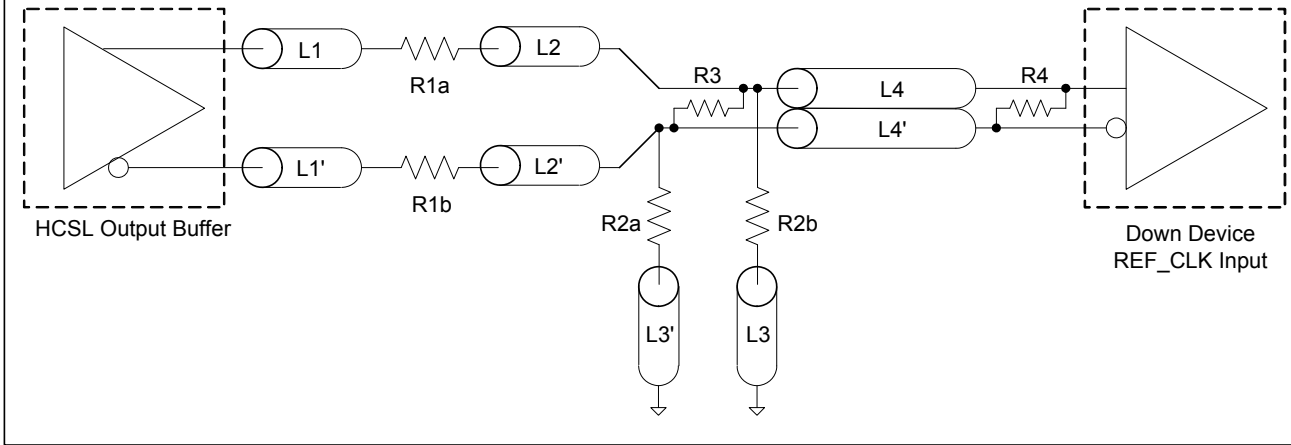 L1
R1a
L2
R3
L4
R4
L4'
L1'
R1b
L2'
HCSL Output Buffer
R2a
R2b
Down Device
REF_CLK Input
L3'
L3